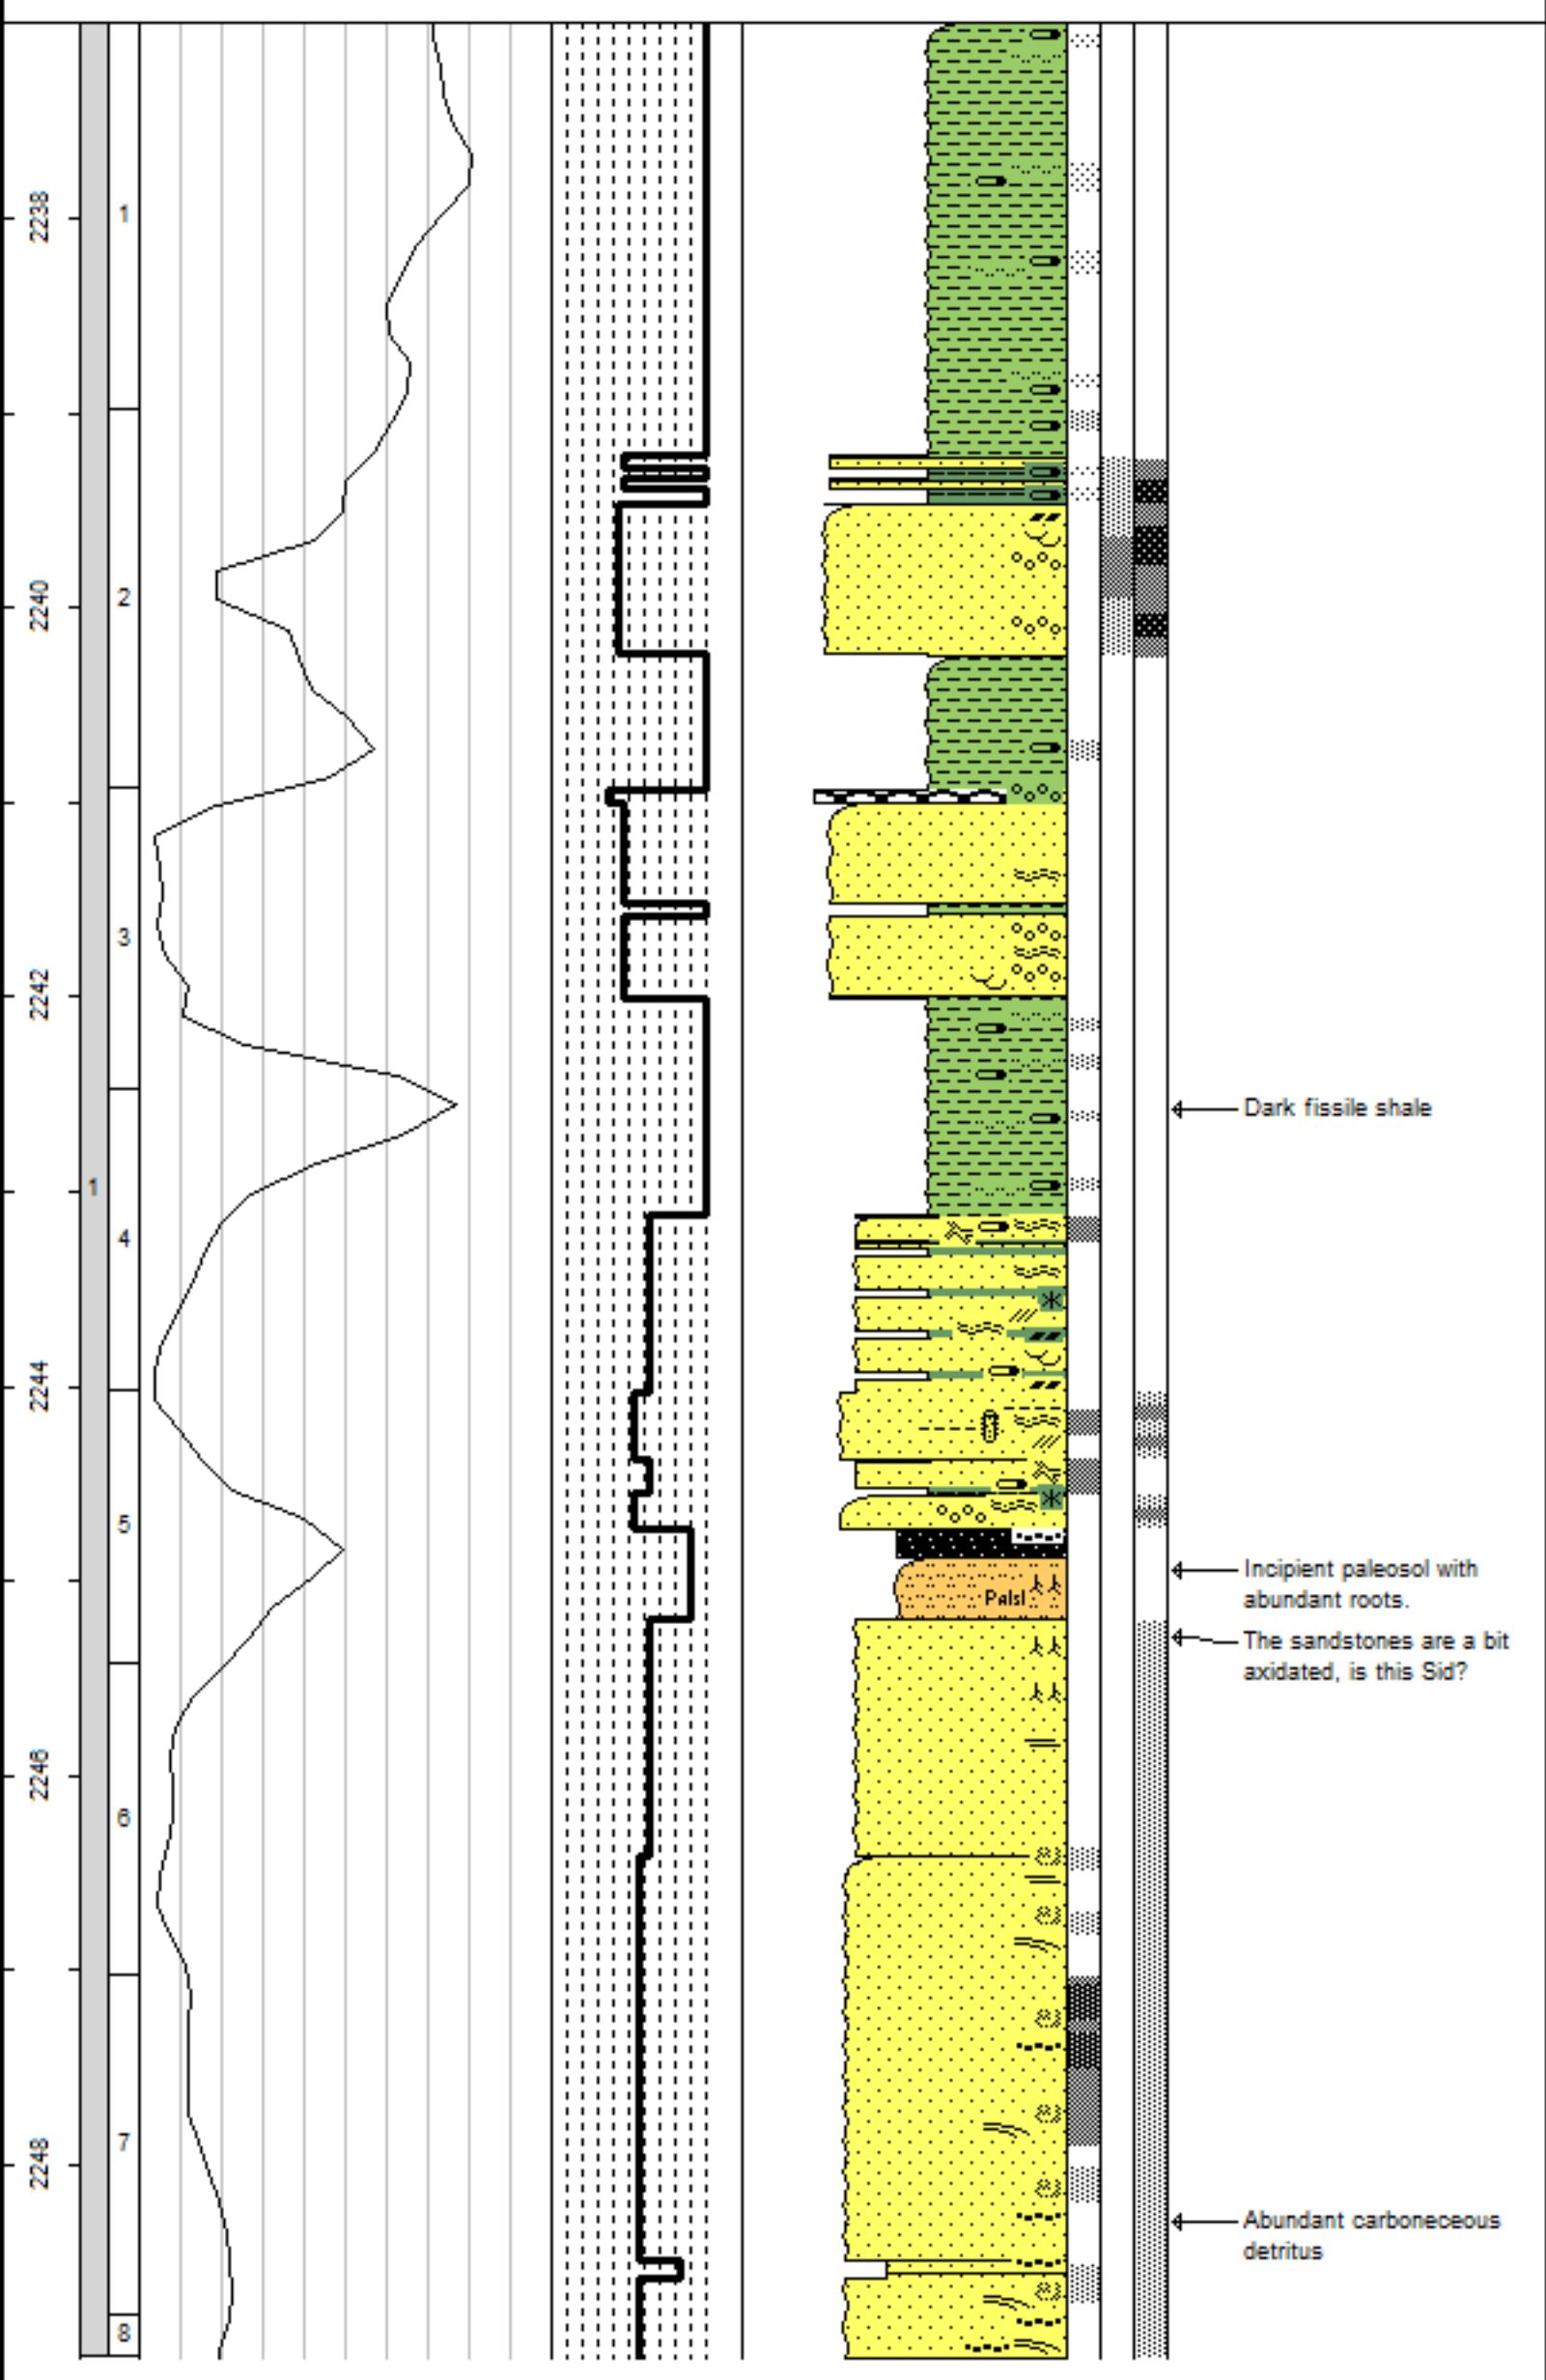 2238
1
2240
2
3
2242
Dark fissile shale
1
4
2244
5
Palsl
Incipient paleosol with
abundant roots.
The sandstones are a bit
axidated, is this Sid?
2246
6
7
2248
Abundant carboneceous
detritus
8